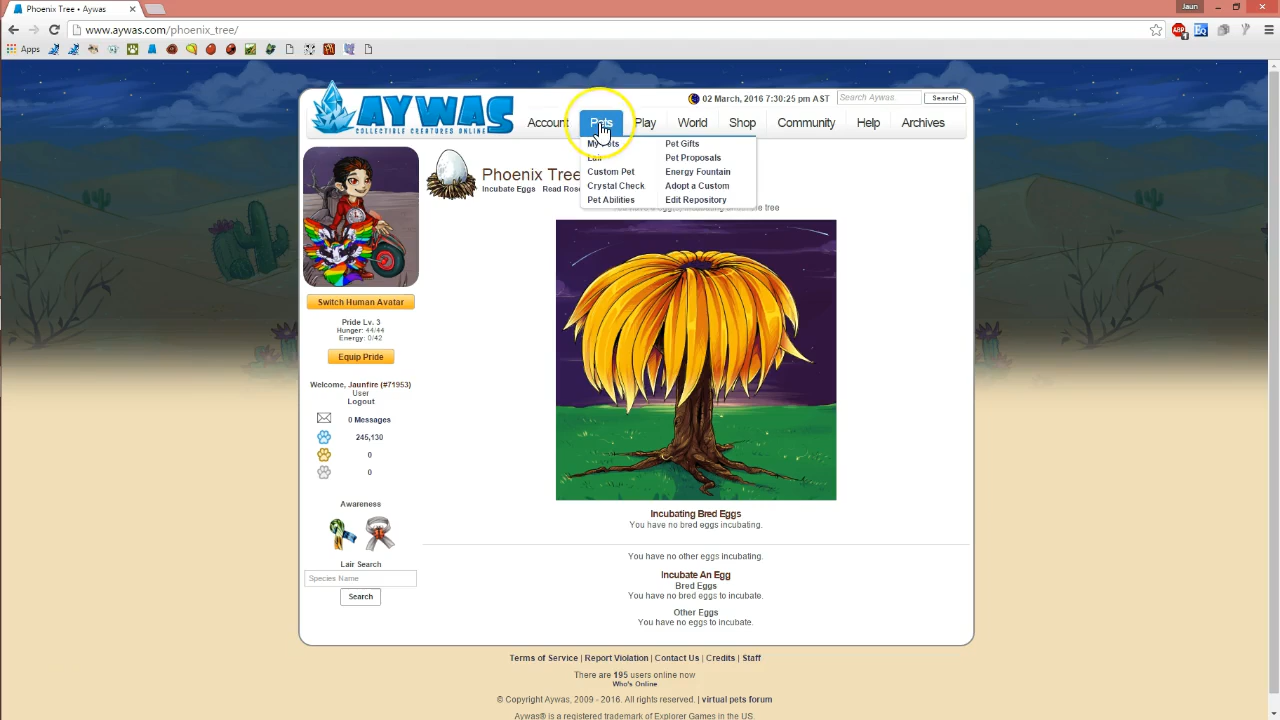 Phoenix Tree • Aywas
Jaun
www.aywas.com/phoenix_tree/
ABP
1
EQ
Apps
02 March, 2016 7:30:25 pm AST
Search Aywas
Search!
AYWAS
COLLECTIBLE CREATURES ONLINE
Account
Pets
Play
World
Shop
Community
Help
Archives
My Pets
Pet Gifts
Pet Proposals
Custom Pet
Energy Fountain
Crystal Check
Adopt a Custom
Pet Abilities
Edit Repository
Phoenix Tree
Incubate Eggs
Switch Human Avatar
Pride Lv. 3
Hunger: 44/44
Energy: 0/42
Equip Pride
Welcome, Jaunfire (#71953)
User
Logout
0 Messages
245,130
0
0
Awareness
Lair Search
Species Name
Search
Incubating Bred Eggs
You have no bred eggs incubating.
You have no other eggs incubating.
Incubate An Egg
Bred Eggs
You have no bred eggs to incubate.
Other Eggs
You have no eggs to incubate.
Terms of Service | Report Violation | Contact Us | Credits | Staff
There are 195 users online now
Who's Online
© Copyright Aywas, 2009 - 2016. All rights reserved. | virtual pets forum
Aywas® is a registered trademark of Explorer Games in the US